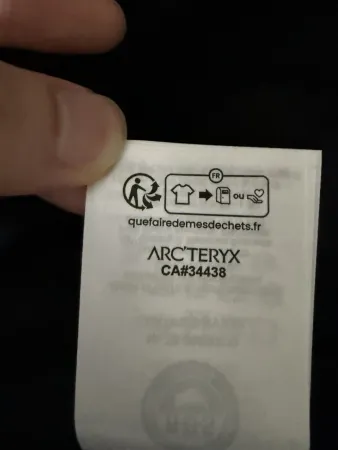 FR
OU
quefairedemesdechets.fr
ARC'TERYX
CA#34438